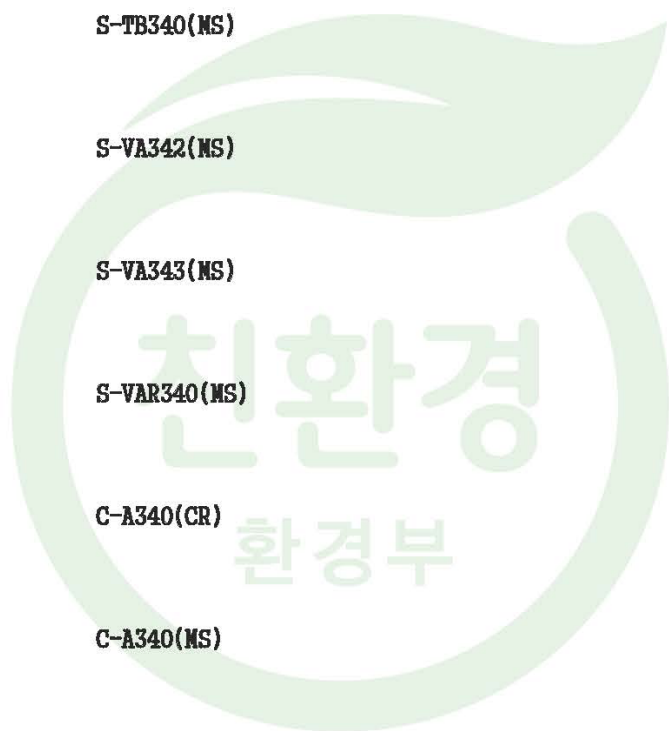 S-TB340(MS)
S-VA342(MS)
S-VA343(MS)
친환경
S-VAR340(MS)
C-A340(CR)
환경부
C-A340(MS)